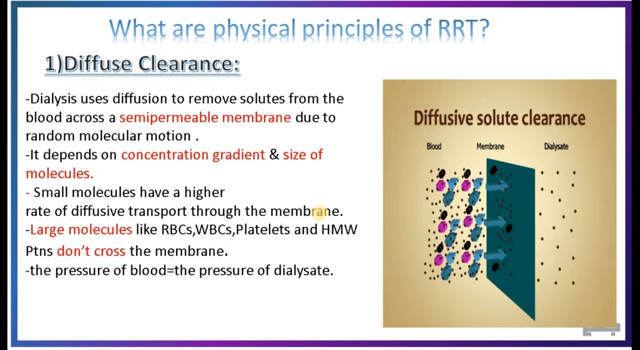 What are physical principles of RRT?
1)Diffuse Clearance:
-Dialysis uses diffusion to remove solutes from the
blood across a semipermeable membrane due to
random molecular motion .
-It depends on concentration gradient & size of
molecules.
- Small molecules have a higher
rate of diffusive transport through the membrane.
-Large molecules like RBCs,WBCs,Platelets and HMW
Ptns don't cross the membrane.
-the pressure of blood=the pressure of dialysate.
Diffusive solute clearance
Blood Membrane Dialysate